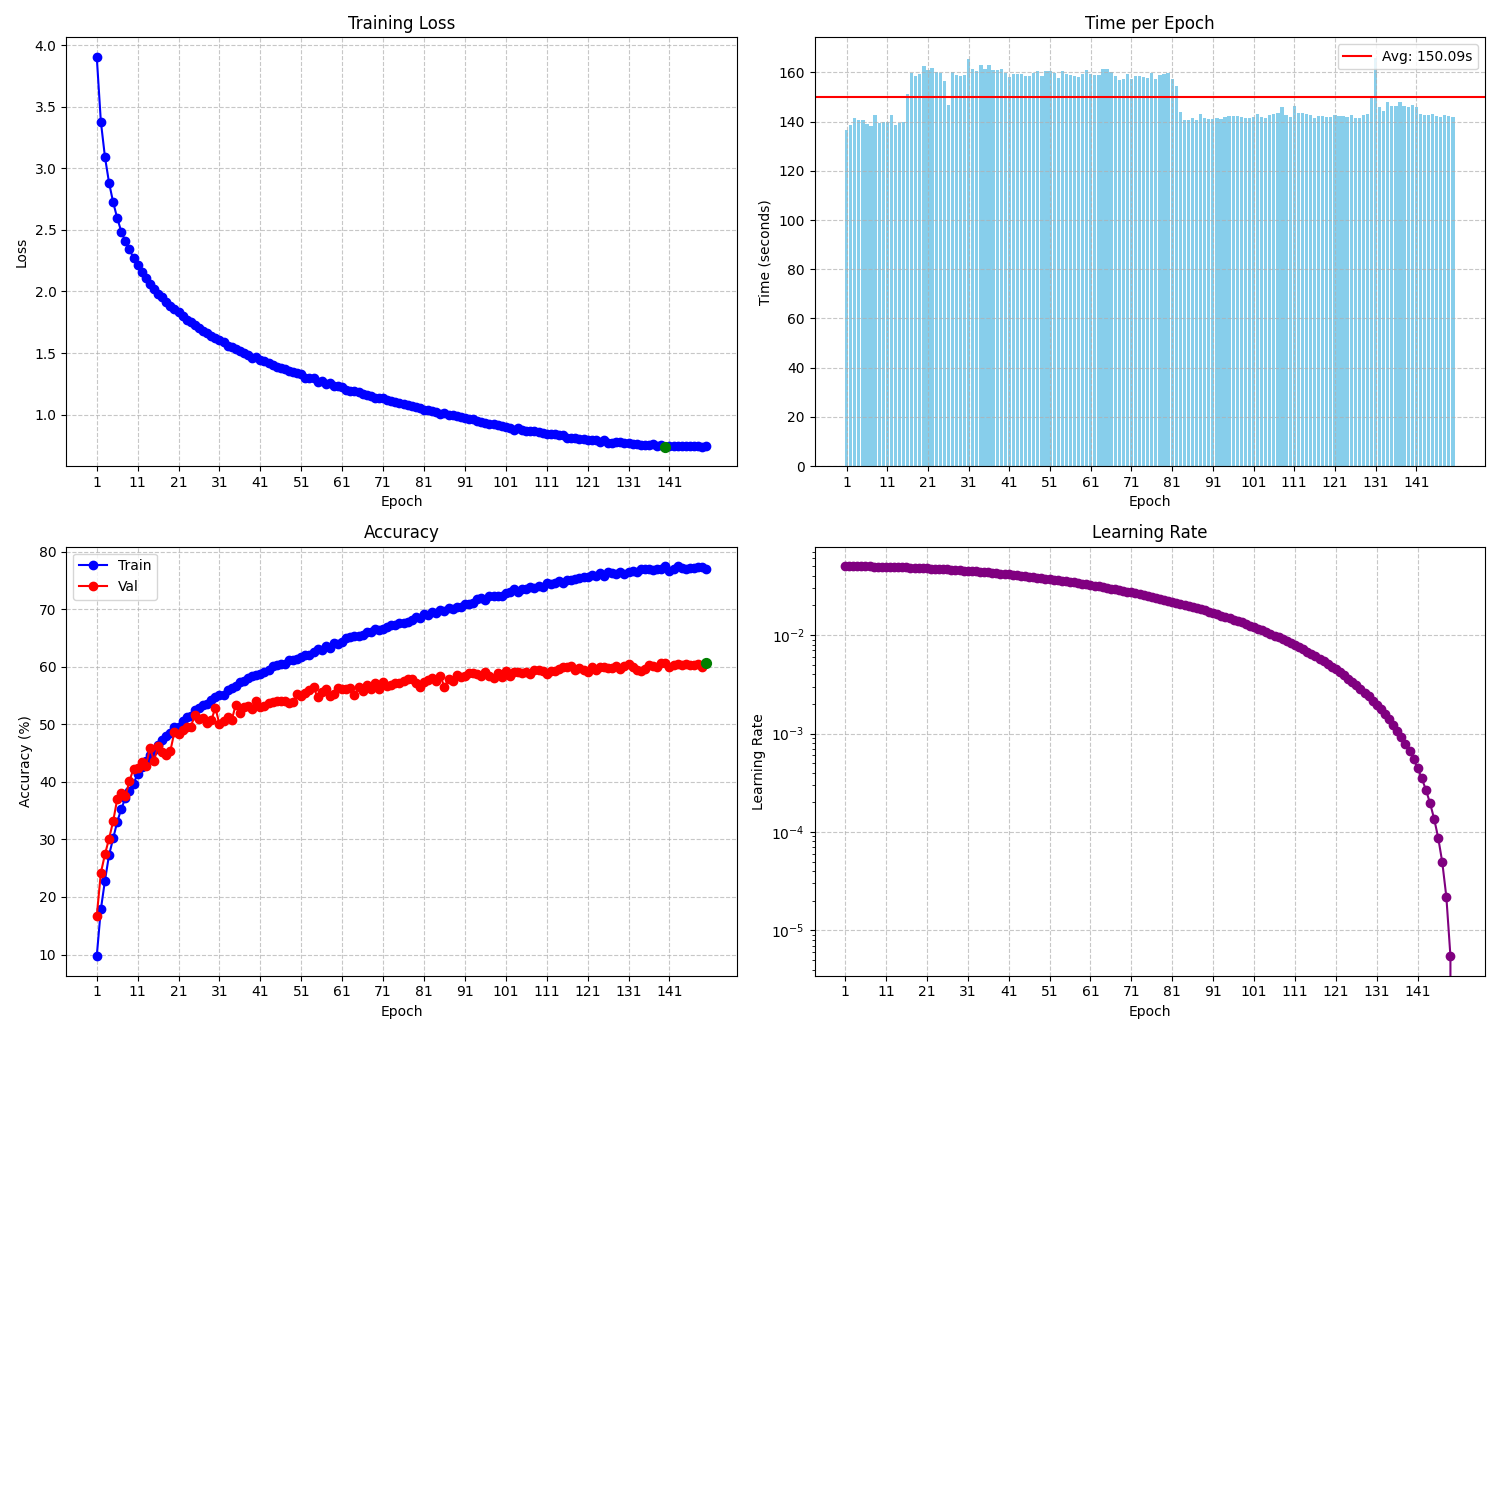 Training Loss
4.0
3.5
3.0
2.5
2.0
1.5
1.0
Loss
1 11 21 31 41 51 61 71 81 91 101 111 121 131 141
Epoch
Time per Epoch
Avg: 150.09s
160
140
120
100
80
60
40
20
0
Time (seconds)
1 11 21 31 41 51 61 71 81 91 101 111 121 131 141
Epoch
Accuracy
Train
Val
80
70
60
50
40
30
20
10
Accuracy (%)
1 11 21 31 41 51 61 71 81 91 101 111 121 131 141
Epoch
Learning Rate
10⁻²
10⁻³
10⁻⁴
10⁻⁵
Learning Rate
1 11 21 31 41 51 61 71 81 91 101 111 121 131 141
Epoch